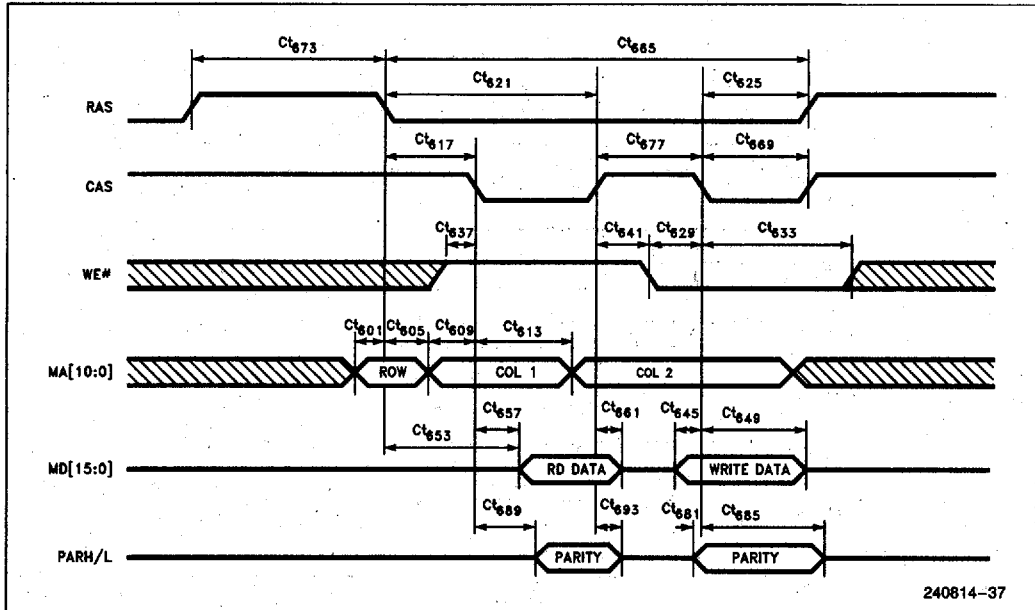 Ct673 Ct665
Ct621 Ct625
RAS
Ct617 Ct677 Ct669
CAS
Ct637 Ct641 Ct629 Ct633
WE#
Ct601 Ct605 Ct609 Ct613
MA[10:0] ROW COL 1 COL 2
Ct657 Ct661 Ct645 Ct649
Ct653
MD[15:0] RD DATA WRITE DATA
Ct689 Ct693 Ct681 Ct685
PARH/L PARITY PARITY
240814-37